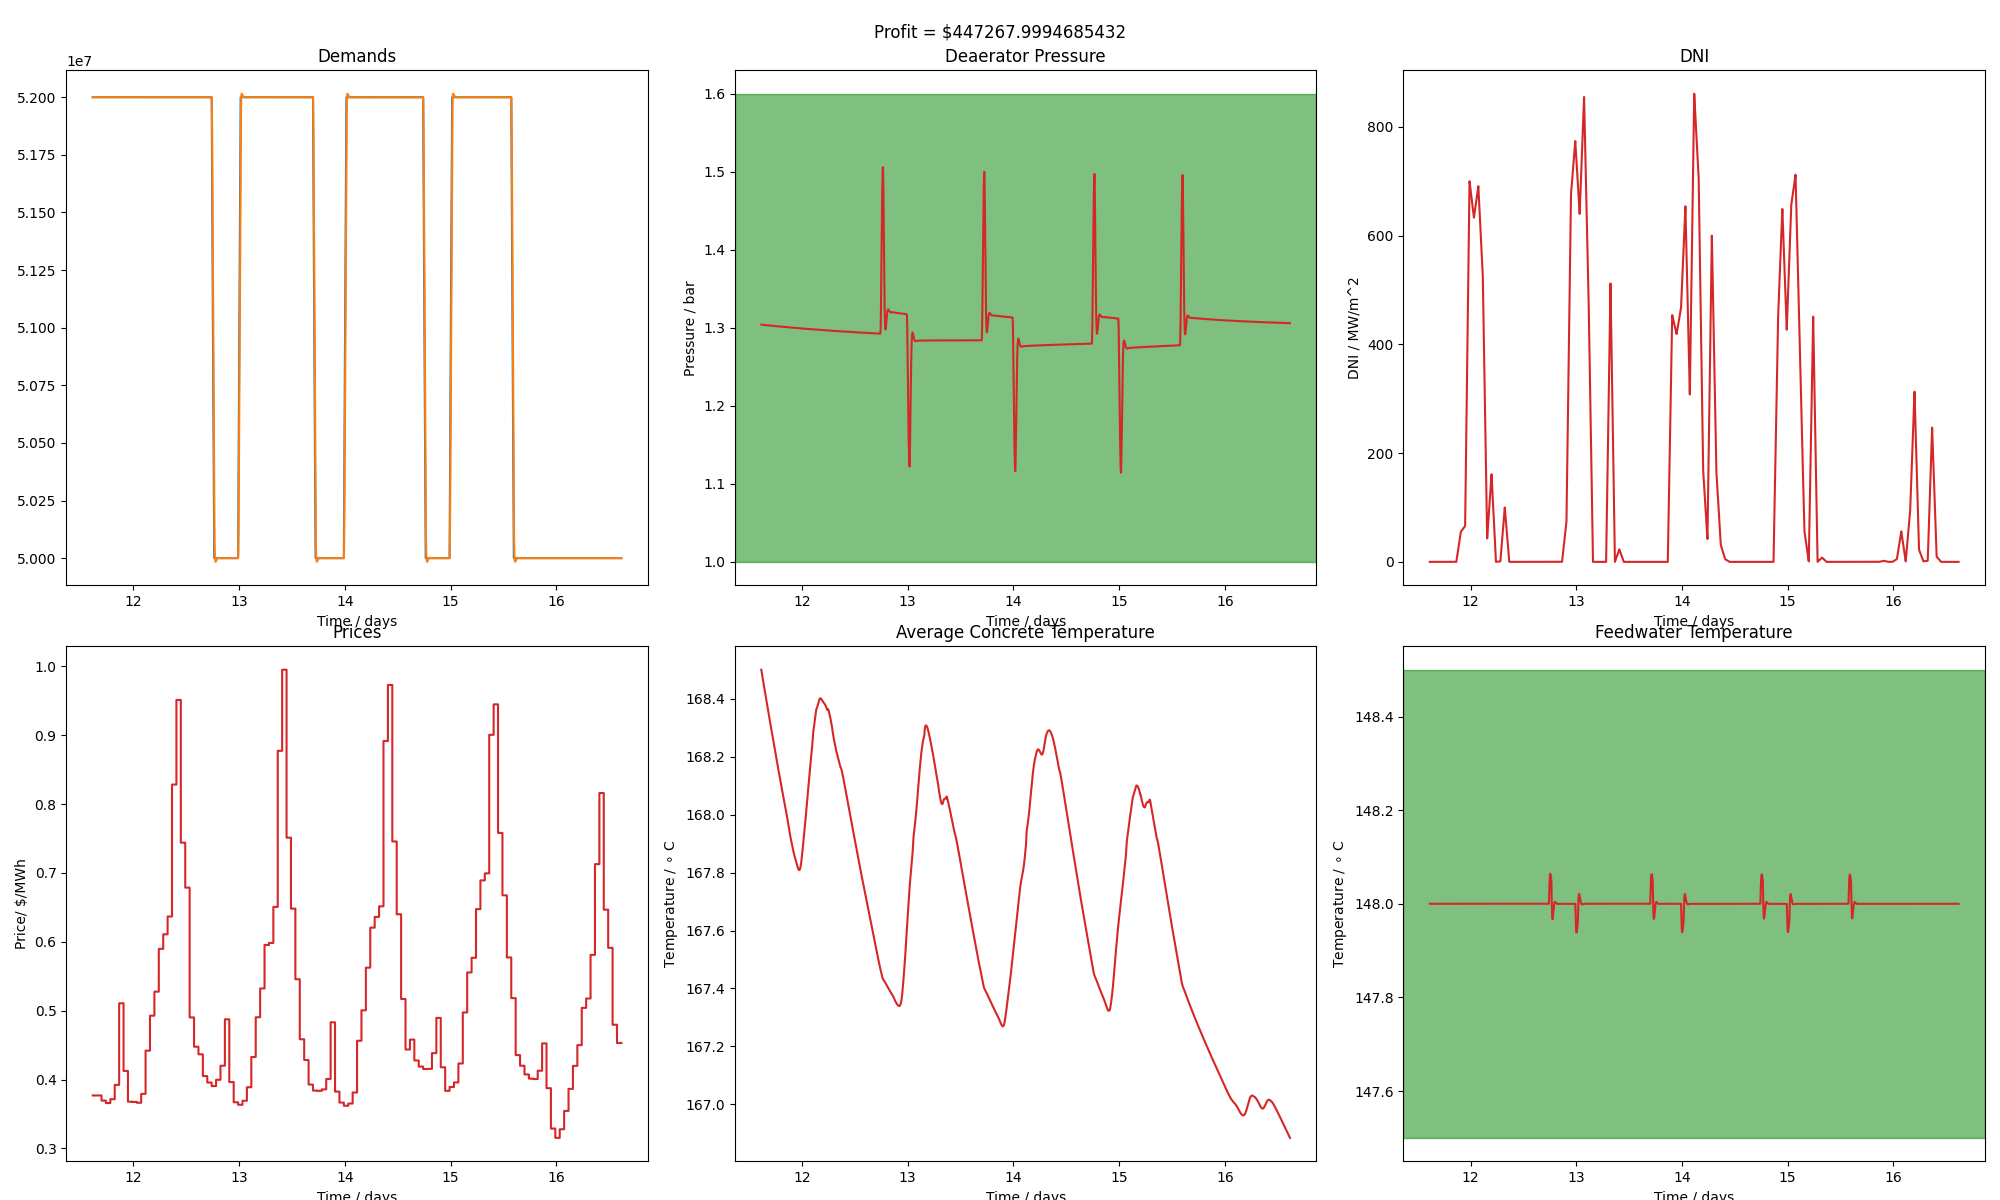 Profit = $447267.9994685432
Demands
1e7
5.200
5.175
5.150
5.125
5.100
5.075
5.050
5.025
5.000
12 13 14 15 16
Time / days
Deaerator Pressure
Pressure / bar
1.6
1.5
1.4
1.3
1.2
1.1
1.0
12 13 14 15 16
Time / days
DNI
DNI / MW/m^2
800
600
400
200
0
12 13 14 15 16
Time / days
Prices
Price/ $/MWh
1.0
0.9
0.8
0.7
0.6
0.5
0.4
0.3
12 13 14 15 16
Time / days
Average Concrete Temperature
Temperature / ∘ C
168.4
168.2
168.0
167.8
167.6
167.4
167.2
167.0
12 13 14 15 16
Time / days
Feedwater Temperature
Temperature / ∘ C
148.4
148.2
148.0
147.8
147.6
12 13 14 15 16
Time / days